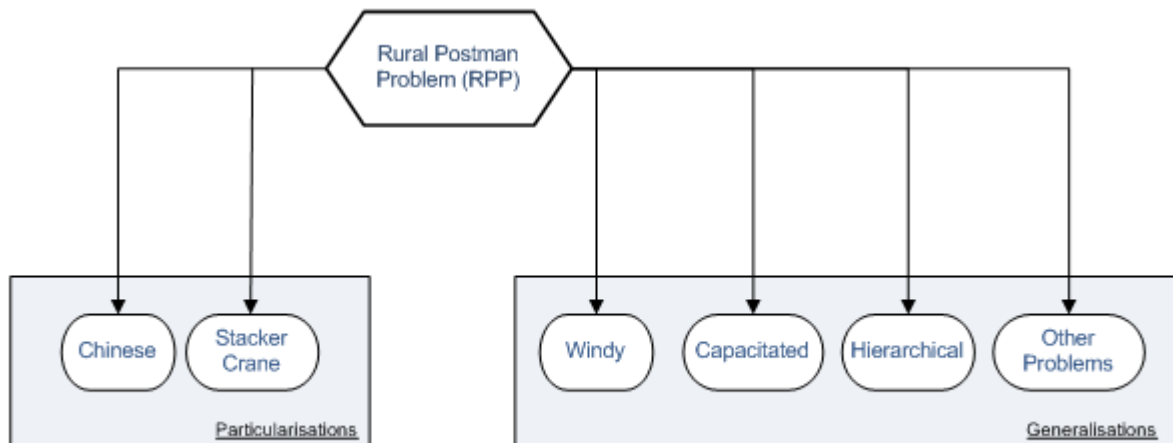 Rural Postman
Problem (RPP)
Chinese
Stacker
Crane
Particularisations
Windy
Capacitated
Hierarchical
Other
Problems
Generalisations